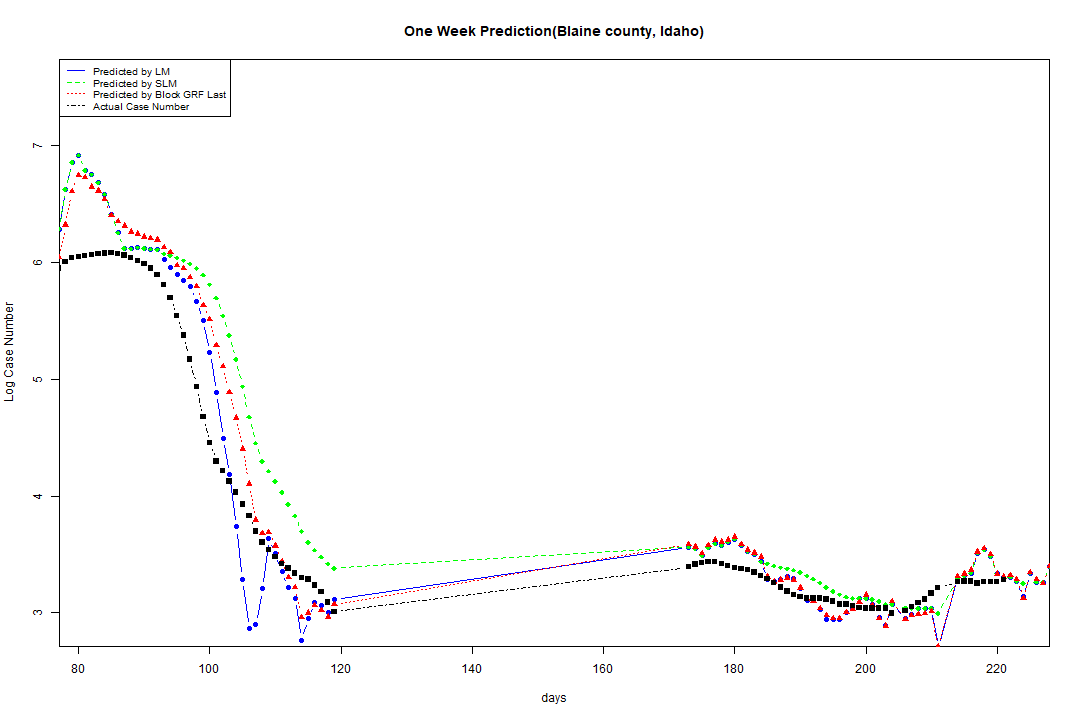 One Week Prediction(Blaine county, Idaho)
Predicted by LM
Predicted by SLM
Predicted by Block GRF Last
Actual Case Number
Log Case Number
7
6
5
4
3
80 100 120 140 160 180 200 220
days